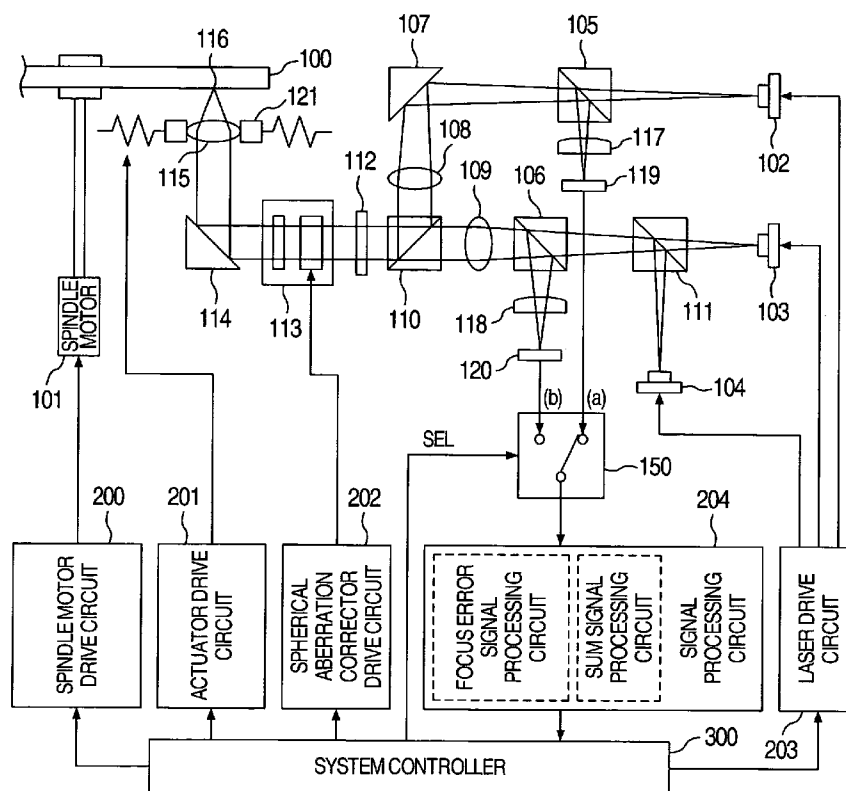 116
107
105
100
121
115
108
112
109
106
117
119
102
103
114
113
110
118
111
120
104
SPINDLE
MOTOR
101
(b)
(a)
SEL
150
200
201
202
204
SPINDLE MOTOR
DRIVE CIRCUIT
ACTUATOR DRIVE
CIRCUIT
SPHERICAL
ABERRATION
CORRECTOR
DRIVE CIRCUIT
FOCUS ERROR
SIGNAL
PROCESSING
CIRCUIT
SUM SIGNAL
PROCESSING
CIRCUIT
SIGNAL
PROCESSING
CIRCUIT
LASER DRIVE
CIRCUIT
203
300
SYSTEM CONTROLLER